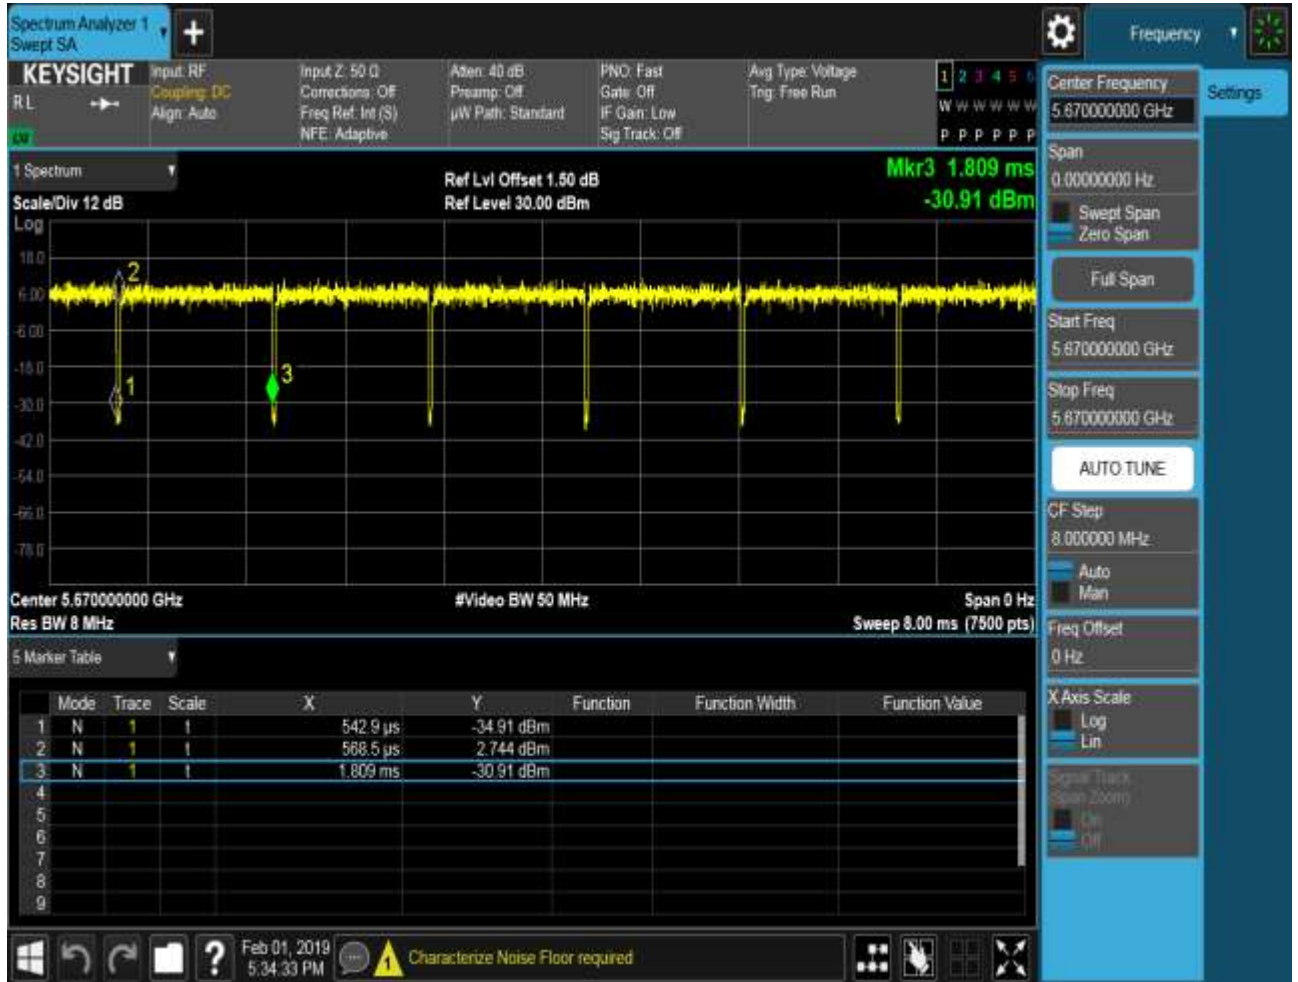 Spectrum Analyzer 1
Swept SA
Frequency
KEYSIGHT
RL
Input: RF
Coupling: DC
Align: Auto
Input Z: 50 Ω
Corrections: Off
Freq Ref: Int (S)
NFE: Adaptive
Atten: 40 dB
Preamp: Off
µW Path: Standard
PNO: Fast
Gate: Off
IF Gain: Low
Sig Track: Off
Avg Type: Voltage
Trig: Free Run
1 2 3 4 5 6
W W W W W W
P P P P P P
1 Spectrum
Scale/Div 12 dB
Ref Lvl Offset 1.50 dB
Ref Level 30.00 dBm
Mkr3 1.809 ms
-30.91 dBm
Log
18.0
6.00
-6.00
-18.0
-30.0
-42.0
-54.0
-66.0
-78.0
2
1
3
Center 5.670000000 GHz
Res BW 8 MHz
#Video BW 50 MHz
Span 0 Hz
Sweep 8.00 ms (7500 pts)
5 Marker Table
Mode Trace Scale X Y Function Function Width Function Value
1 N 1 t 542.9 µs -34.91 dBm
2 N 1 t 568.5 µs 2.744 dBm
3 N 1 t 1.809 ms -30.91 dBm
4
5
6
7
8
9
Feb 01, 2019
5:34:33 PM
1
Characterize Noise Floor required
Settings
Center Frequency
5.670000000 GHz
Span
0.00000000 Hz
Swept Span
Zero Span
Full Span
Start Freq
5.670000000 GHz
Stop Freq
5.670000000 GHz
AUTO TUNE
CF Step
8.000000 MHz
Auto
Man
Freq Offset
0 Hz
X Axis Scale
Log
Lin
Signal Track
(Span Zoom)
On
Off